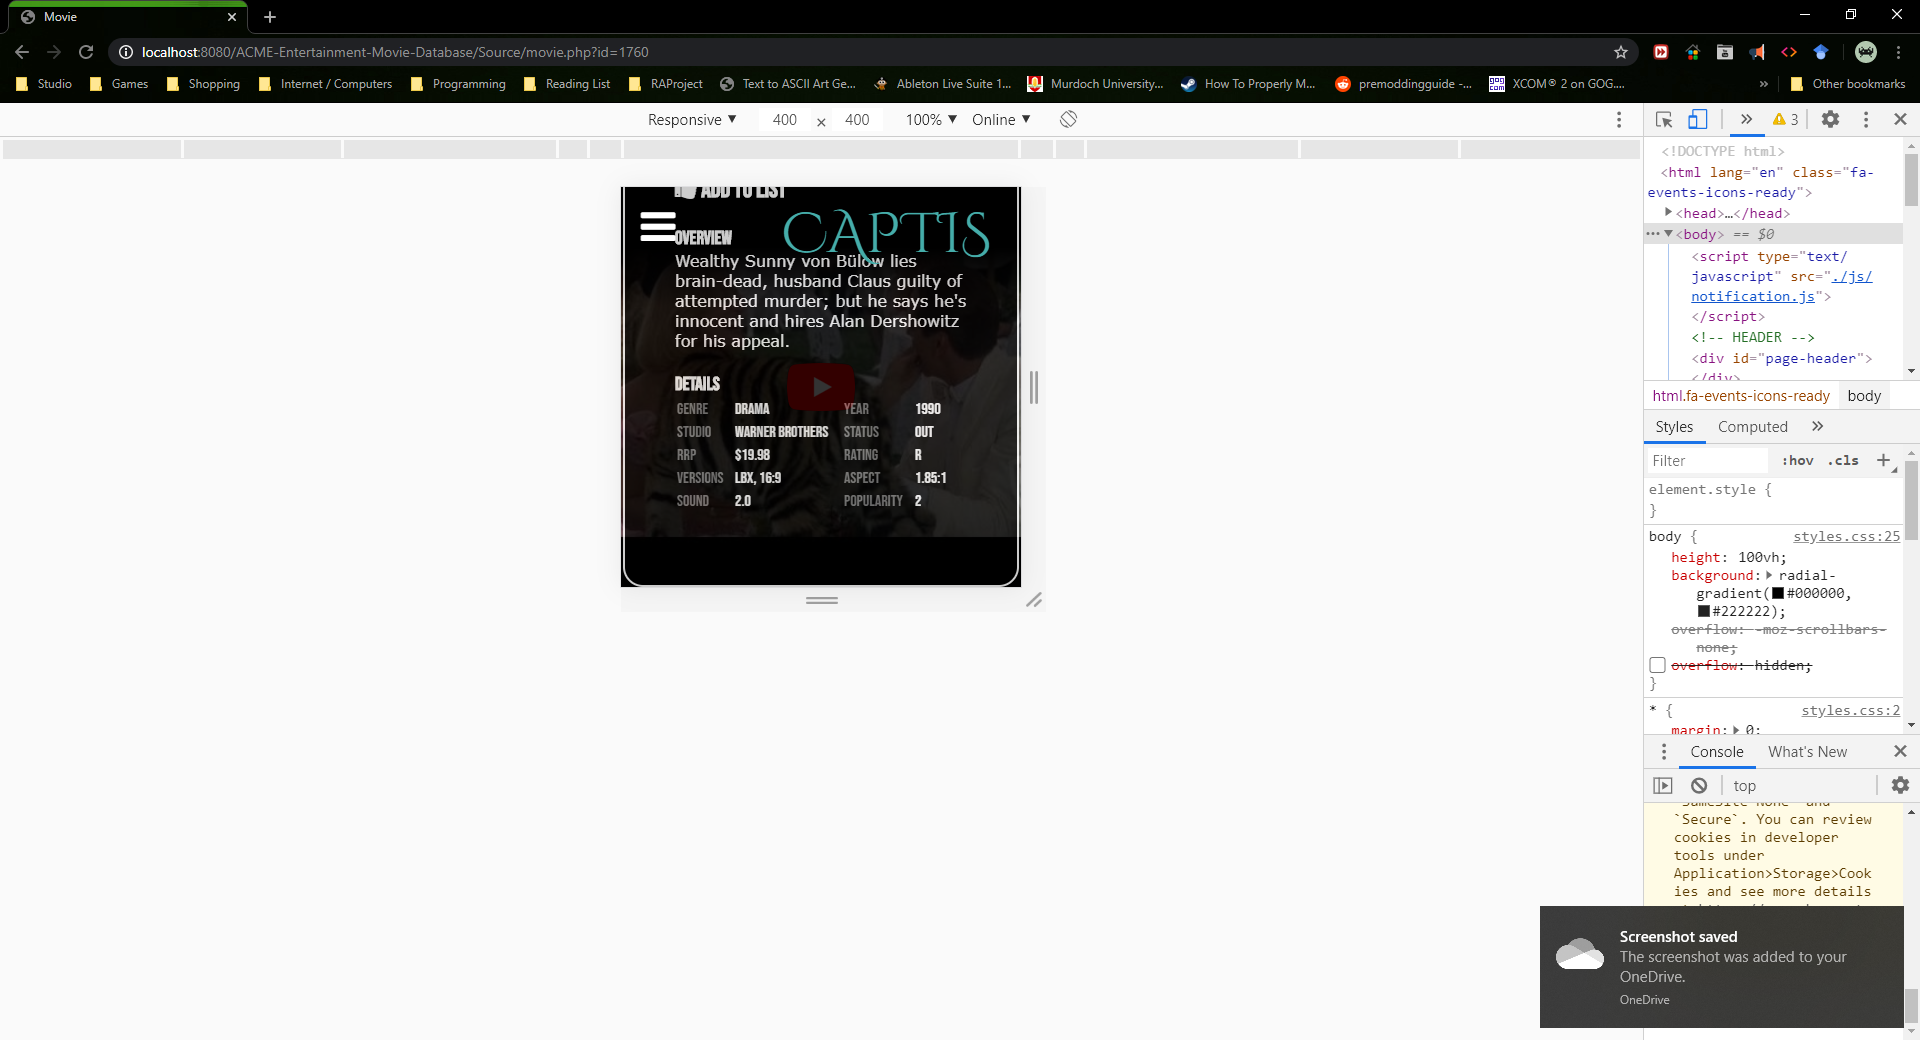 Movie
localhost:8080/ACME-Entertainment-Movie-Database/Source/movie.php?id=1760
Studio Games Shopping Internet / Computers Programming Reading List RAProject Text to ASCII Art Ge... Ableton Live Suite 1... Murdoch University... How To Properly M... premoddingguide -... XCOM® 2 on GOG.... » Other bookmarks
Responsive ▼ 400 × 400 100% ▼ Online ▼
ADD TO LIST
CAPTIS
OVERVIEW
Wealthy Sunny von Bülow lies
brain-dead, husband Claus guilty of
attempted murder; but he says he's
innocent and hires Alan Dershowitz
for his appeal.
DETAILS
GENRE DRAMA YEAR 1990
STUDIO WARNER BROTHERS STATUS OUT
RRP $19.98 RATING R
VERSIONS LBX, 16:9 ASPECT 1.85:1
SOUND 2.0 POPULARITY 2
» 3
<!DOCTYPE html>
<html lang="en" class="fa-
events-icons-ready">
<head>…</head>
<body> == $0
<script type="text/
javascript" src="./js/
notification.js">
</script>
<!-- HEADER -->
<div id="page-header">
</div>
html.fa-events-icons-ready body
Styles Computed »
Filter :hov .cls +
element.style {
}
body { styles.css:25
height: 100vh;
background: radial-
gradient(#000000,
#222222);
overflow: -moz-scrollbars-
none;
overflow: hidden;
}
* { styles.css:2
margin: 0;
Console What's New
top
`SameSite=None` and
`Secure`. You can review
cookies in developer
tools under
Application>Storage>Cook
ies and see more details
Screenshot saved
The screenshot was added to your
OneDrive.
OneDrive